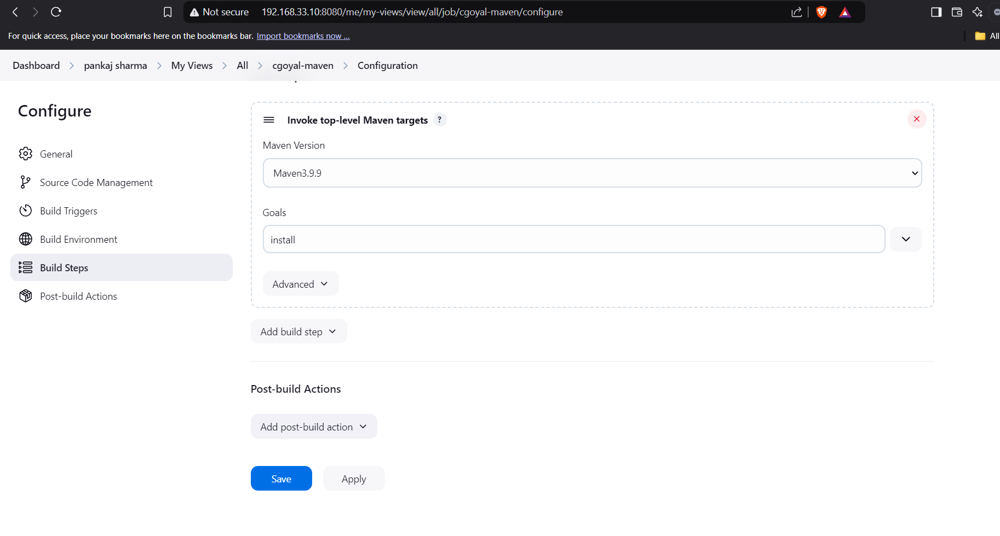 Not secure 192.168.33.10:8080/me/my-views/view/all/job/cgoyal-maven/configure
For quick access, place your bookmarks here on the bookmarks bar. Import bookmarks now ...
All
Dashboard pankaj sharma My Views All cgoyal-maven Configuration
Configure
General
Source Code Management
Build Triggers
Build Environment
Build Steps
Post-build Actions
Invoke top-level Maven targets ?
Maven Version
Maven3.9.9
Goals
install
Advanced
Add build step
Post-build Actions
Add post-build action
Save Apply